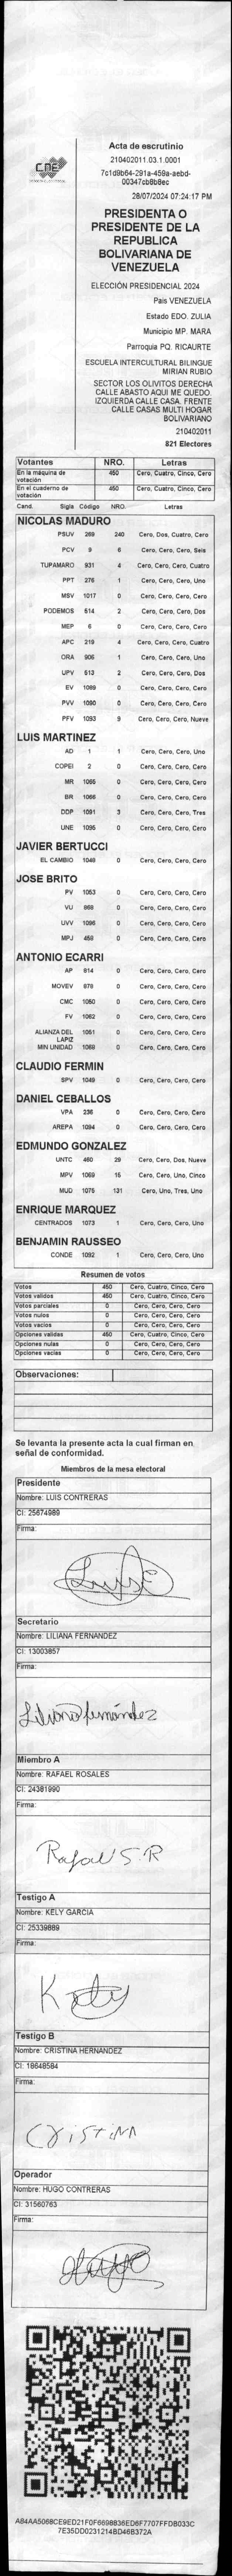 Acta de escrutinio
210402011.03.1.0001
7c1d9b64-291a-459a-aebd-
00347cb8b8ec
28/07/2024 07:24:17 PM
CNE
PRESIDENTA O
PRESIDENTE DE LA
REPUBLICA
BOLIVARIANA DE
VENEZUELA
ELECCIÓN PRESIDENCIAL 2024
País VENEZUELA
Estado EDO. ZULIA
Municipio MP. MARA
Parroquia PQ. RICAURTE
ESCUELA INTERCULTURAL BILINGUE
MIRIAN RUBIO
SECTOR LOS OLIVITOS DERECHA
CALLE ABASTO AQUI ME QUEDO.
IZQUIERDA CALLE CASA. FRENTE
CALLE CASAS MULTI HOGAR
BOLIVARIANO
210402011
821 Electores
Votantes NRO. Letras
En la máquina de votación 450 Cero, Cuatro, Cinco, Cero
En el cuaderno de votación 450 Cero, Cuatro, Cinco, Cero
Cand. Sigla Código NRO. Letras
NICOLAS MADURO
PSUV 269 240 Cero, Dos, Cuatro, Cero
PCV 9 6 Cero, Cero, Cero, Seis
TUPAMARO 931 4 Cero, Cero, Cero, Cuatro
PPT 276 1 Cero, Cero, Cero, Uno
MSV 1017 0 Cero, Cero, Cero, Cero
PODEMOS 514 2 Cero, Cero, Cero, Dos
MEP 6 0 Cero, Cero, Cero, Cero
APC 219 4 Cero, Cero, Cero, Cuatro
ORA 906 1 Cero, Cero, Cero, Uno
UPV 513 2 Cero, Cero, Cero, Dos
EV 1089 0 Cero, Cero, Cero, Cero
PVV 1090 0 Cero, Cero, Cero, Cero
PFV 1093 9 Cero, Cero, Cero, Nueve
LUIS MARTINEZ
AD 1 1 Cero, Cero, Cero, Uno
COPEI 2 0 Cero, Cero, Cero, Cero
MR 1065 0 Cero, Cero, Cero, Cero
BR 1066 0 Cero, Cero, Cero, Cero
DDP 1091 3 Cero, Cero, Cero, Tres
UNE 1095 0 Cero, Cero, Cero, Cero
JAVIER BERTUCCI
EL CAMBIO 1048 0 Cero, Cero, Cero, Cero
JOSE BRITO
PV 1053 0 Cero, Cero, Cero, Cero
VU 868 0 Cero, Cero, Cero, Cero
UVV 1096 0 Cero, Cero, Cero, Cero
MPJ 458 0 Cero, Cero, Cero, Cero
ANTONIO ECARRI
AP 814 0 Cero, Cero, Cero, Cero
MOVEV 878 0 Cero, Cero, Cero, Cero
CMC 1050 0 Cero, Cero, Cero, Cero
FV 1062 0 Cero, Cero, Cero, Cero
ALIANZA DEL LAPIZ 1051 0 Cero, Cero, Cero, Cero
MIN UNIDAD 1068 0 Cero, Cero, Cero, Cero
CLAUDIO FERMIN
SPV 1049 0 Cero, Cero, Cero, Cero
DANIEL CEBALLOS
VPA 236 0 Cero, Cero, Cero, Cero
AREPA 1094 0 Cero, Cero, Cero, Cero
EDMUNDO GONZALEZ
UNTC 460 29 Cero, Cero, Dos, Nueve
MPV 1069 15 Cero, Cero, Uno, Cinco
MUD 1075 131 Cero, Uno, Tres, Uno
ENRIQUE MARQUEZ
CENTRADOS 1073 1 Cero, Cero, Cero, Uno
BENJAMIN RAUSSEO
CONDE 1092 1 Cero, Cero, Cero, Uno
Resumen de votos
Votos 450 Cero, Cuatro, Cinco, Cero
Votos validos 450 Cero, Cuatro, Cinco, Cero
Votos parciales 0 Cero, Cero, Cero, Cero
Votos nulos 0 Cero, Cero, Cero, Cero
Votos vacios 0 Cero, Cero, Cero, Cero
Opciones validas 450 Cero, Cuatro, Cinco, Cero
Opciones nulas 0 Cero, Cero, Cero, Cero
Opciones vacias 0 Cero, Cero, Cero, Cero
Observaciones:
Se levanta la presente acta la cual firman en
señal de conformidad.
Miembros de la mesa electoral
Presidente
Nombre: LUIS CONTRERAS
CI: 25674989
Firma:
Secretario
Nombre: LILIANA FERNANDEZ
CI: 13003857
Firma:
Liliana fernández
Miembro A
Nombre: RAFAEL ROSALES
CI: 24381990
Firma:
Rafael S.R
Testigo A
Nombre: KELY GARCIA
CI: 25339889
Firma:
Kely
Testigo B
Nombre: CRISTINA HERNANDEZ
CI: 18648584
Firma:
CRiSTiNA
Operador
Nombre: HUGO CONTRERAS
CI: 31560763
Firma:
Hugo
A84AA5068CE9ED21F0F6698836ED6F7707FFDB033C
7E35DD0231214BD46B372A